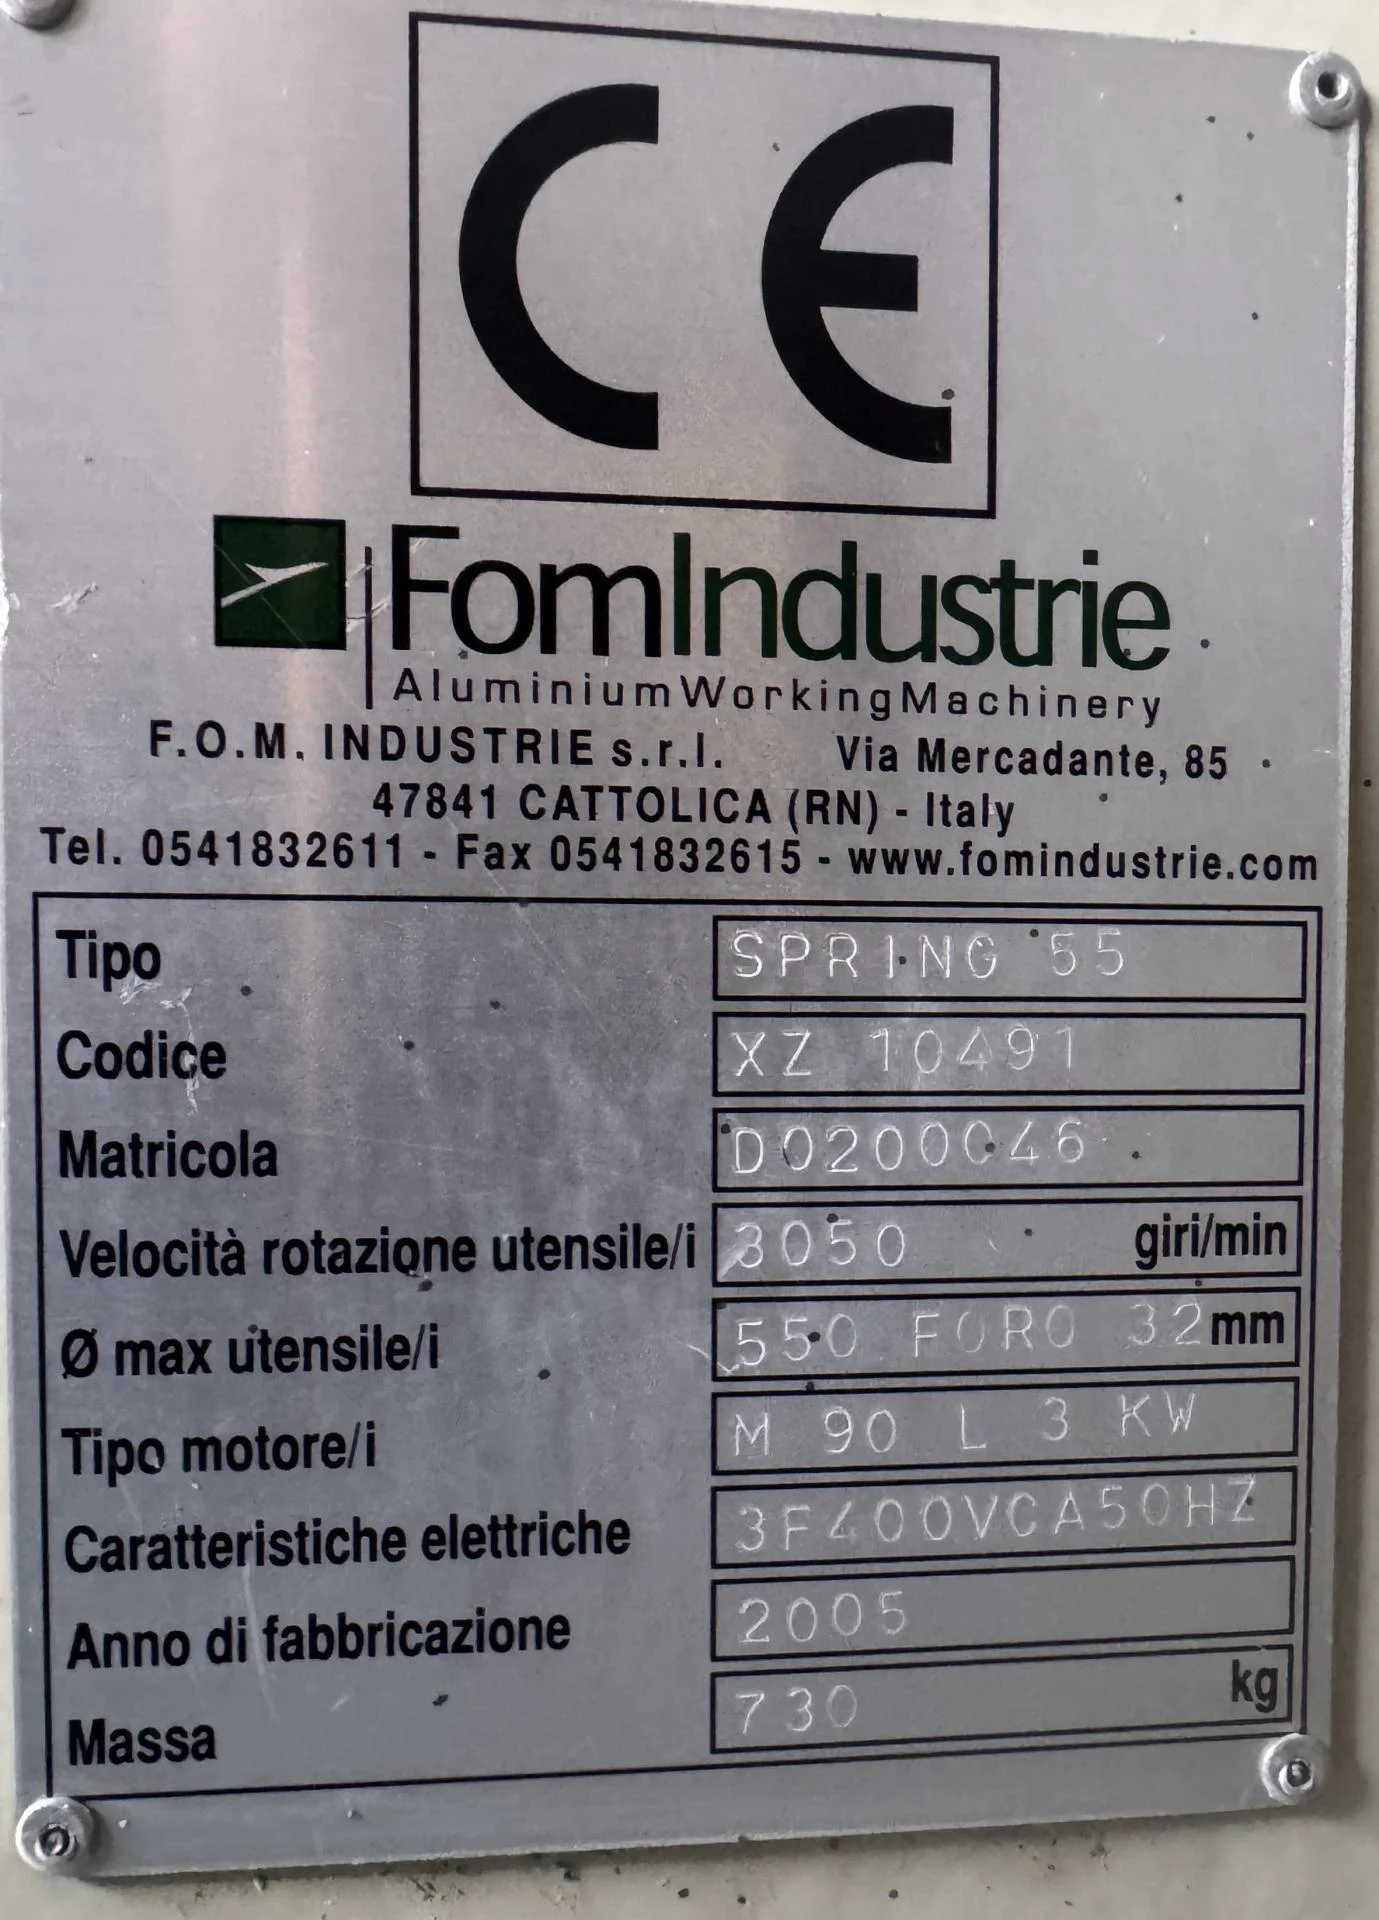 CE
FomIndustrie
AluminiumWorkingMachinery
F.O.M. INDUSTRIE s.r.l. Via Mercadante, 85
47841 CATTOLICA (RN) - Italy
Tel. 0541832611 - Fax 0541832615 - www.fomindustrie.com
Tipo SPRING 55
Codice XZ 10491
Matricola D0200046
Velocità rotazione utensile/i 3050 giri/min
Ø max utensile/i 550 FORO 32 mm
Tipo motore/i M 90 L 3 KW
Caratteristiche elettriche 3F400VCA50HZ
Anno di fabbricazione 2005
Massa 730 kg